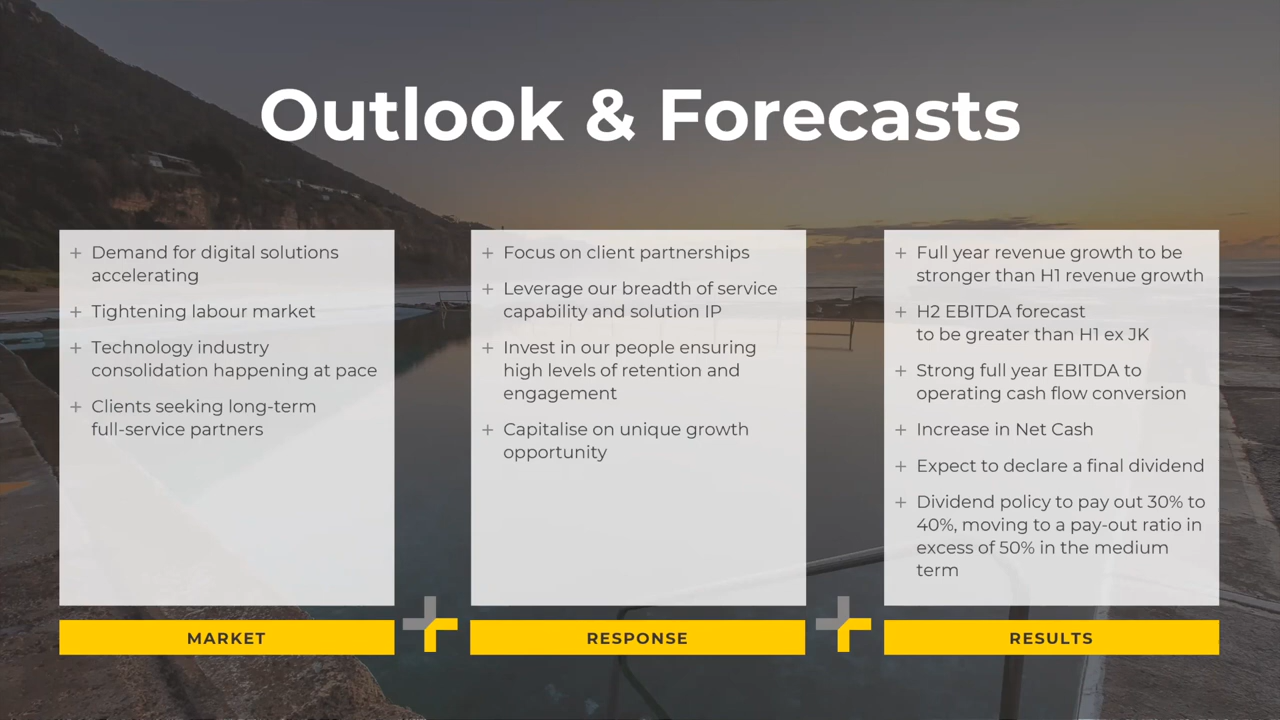 Outlook & Forecasts
+ Demand for digital solutions
accelerating
+ Tightening labour market
+ Technology industry
consolidation happening at pace
+ Clients seeking long-term
full-service partners
MARKET
+ Focus on client partnerships
+ Leverage our breadth of service
capability and solution IP
+ Invest in our people ensuring
high levels of retention and
engagement
+ Capitalise on unique growth
opportunity
RESPONSE
+ Full year revenue growth to be
stronger than H1 revenue growth
+ H2 EBITDA forecast
to be greater than H1 ex JK
+ Strong full year EBITDA to
operating cash flow conversion
+ Increase in Net Cash
+ Expect to declare a final dividend
+ Dividend policy to pay out 30% to
40%, moving to a pay-out ratio in
excess of 50% in the medium
term
RESULTS